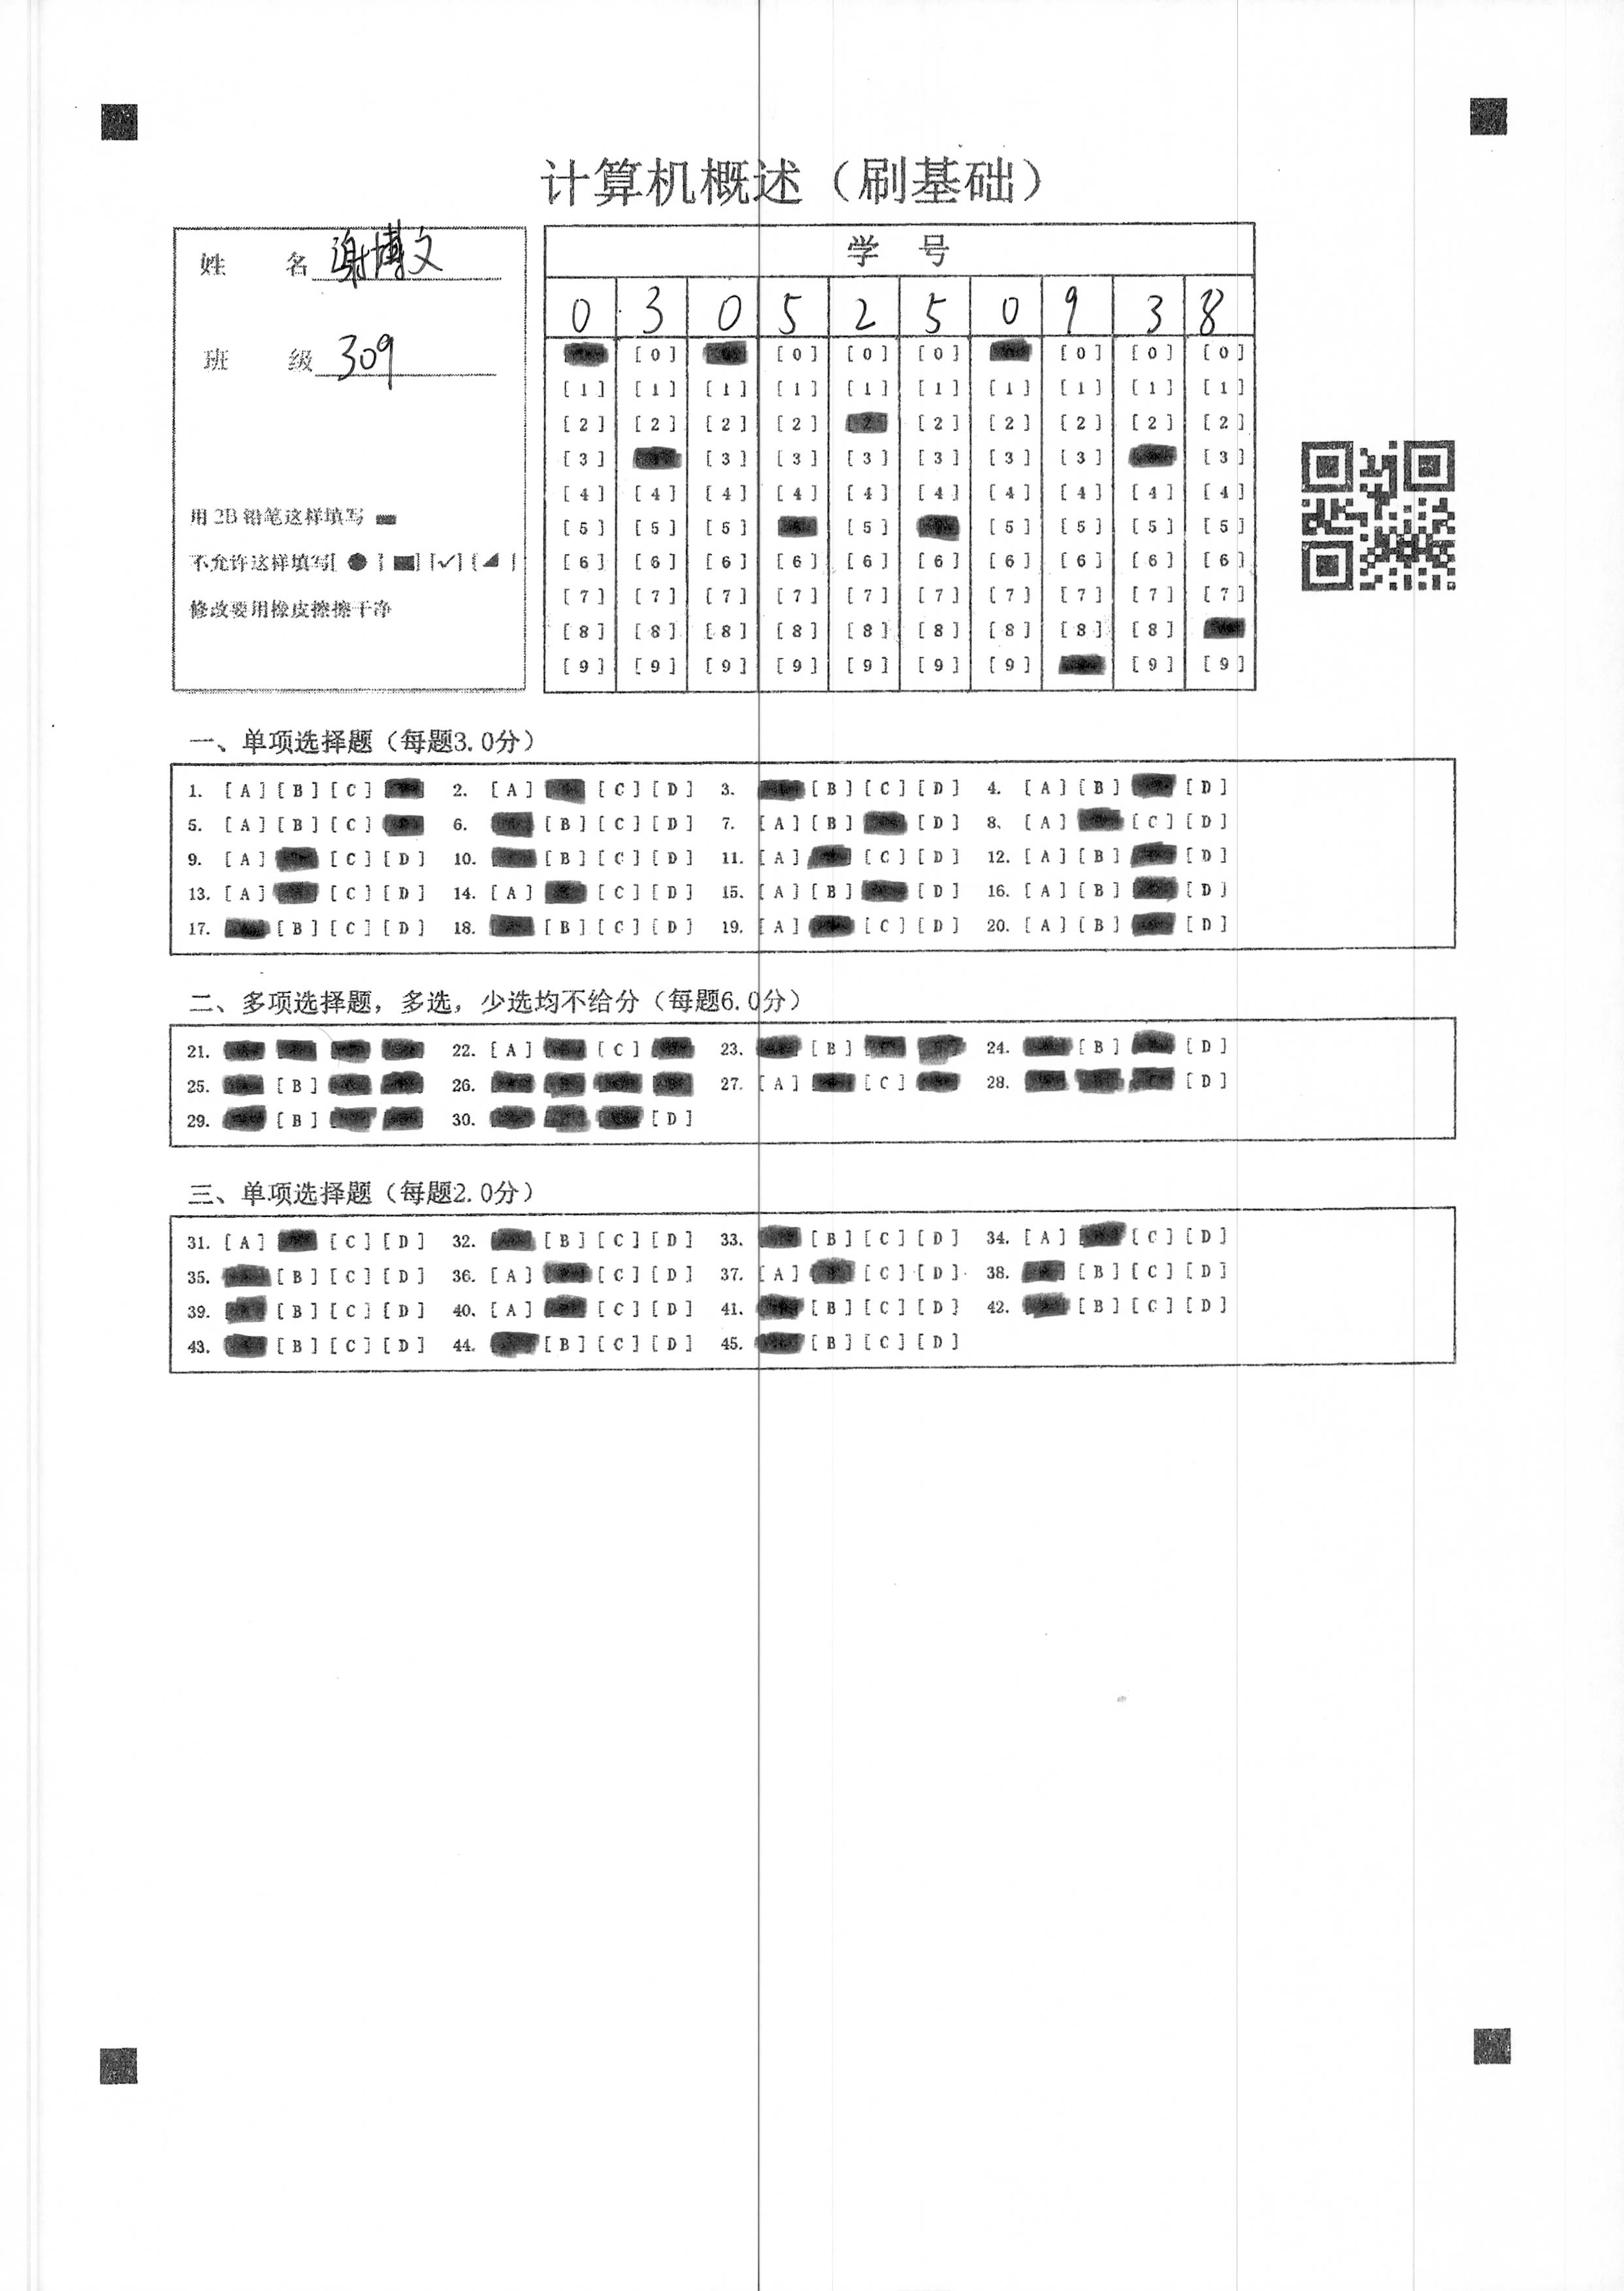 计算机概述（刷基础）
姓 名 谢博文
班 级 309
用 2B 铅笔这样填写
不允许这样填写[ ● ] [■] [✓] [◢]
修改要用橡皮擦擦干净
学 号
0 3 0 5 2 5 0 9 3 8
[0] [0] [0] [0] [0] [0] [0]
[1] [1] [1] [1] [1] [1] [1] [1] [1] [1]
[2] [2] [2] [2] [2] [2] [2] [2] [2] [2]
[3] [3] [3] [3] [3] [3] [3] [3]
[4] [4] [4] [4] [4] [4] [4] [4] [4] [4]
[5] [5] [5] [5] [5] [5] [5] [5]
[6] [6] [6] [6] [6] [6] [6] [6] [6] [6]
[7] [7] [7] [7] [7] [7] [7] [7] [7] [7]
[8] [8] [8] [8] [8] [8] [8] [8] [8]
[9] [9] [9] [9] [9] [9] [9] [9] [9]
一、单项选择题（每题3.0分）
1. [A] [B] [C] 2. [A] [C] [D] 3. [B] [C] [D] 4. [A] [B] [D]
5. [A] [B] [C] 6. [B] [C] [D] 7. [A] [B] [D] 8. [A] [C] [D]
9. [A] [C] [D] 10. [B] [C] [D] 11. [A] [C] [D] 12. [A] [B] [D]
13. [A] [C] [D] 14. [A] [C] [D] 15. [A] [B] [D] 16. [A] [B] [D]
17. [B] [C] [D] 18. [B] [C] [D] 19. [A] [C] [D] 20. [A] [B] [D]
二、多项选择题，多选，少选均不给分（每题6.0分）
21. 22. [A] [C] 23. [B] 24. [B] [D]
25. [B] 26. 27. [A] [C] 28. [D]
29. [B] 30. [D]
三、单项选择题（每题2.0分）
31. [A] [C] [D] 32. [B] [C] [D] 33. [B] [C] [D] 34. [A] [C] [D]
35. [B] [C] [D] 36. [A] [C] [D] 37. [A] [C] [D] 38. [B] [C] [D]
39. [B] [C] [D] 40. [A] [C] [D] 41. [B] [C] [D] 42. [B] [C] [D]
43. [B] [C] [D] 44. [B] [C] [D] 45. [B] [C] [D]